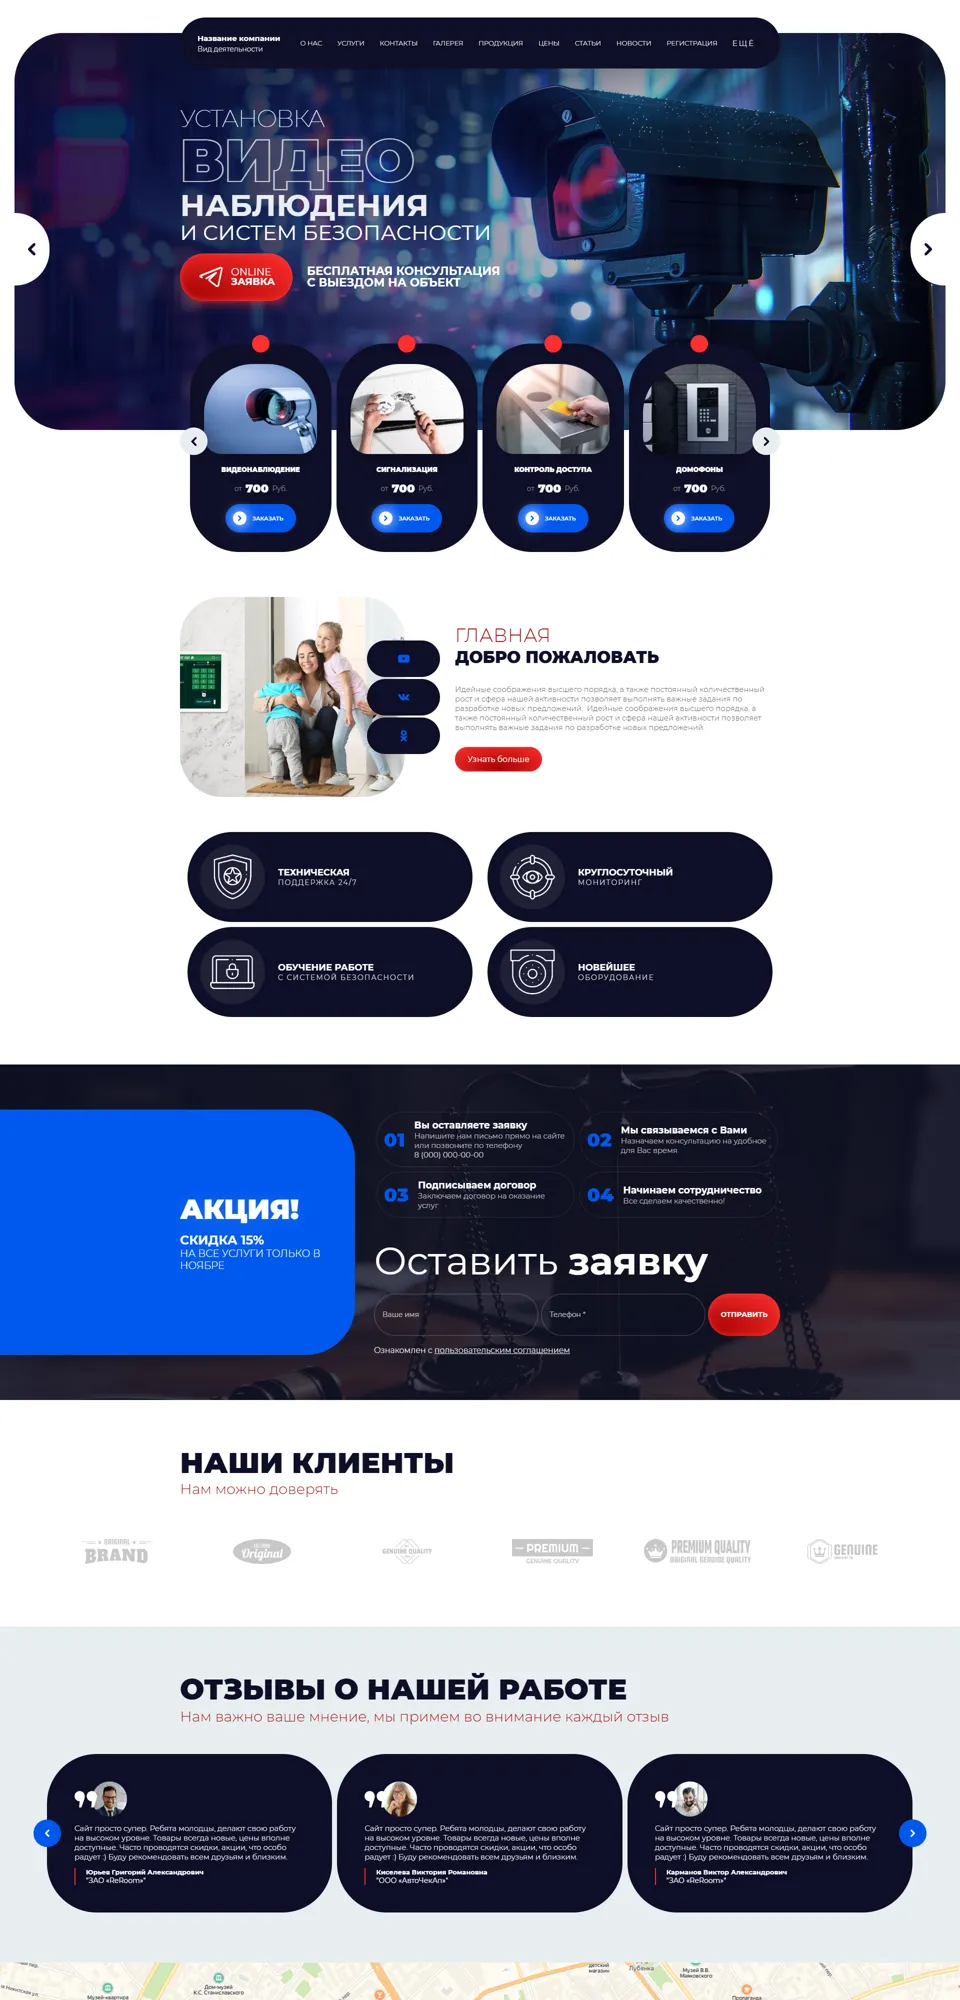 Название компании
Вид деятельности
О НАС
УСЛУГИ
КОНТАКТЫ
ГАЛЕРЕЯ
ПРОДУКЦИЯ
ЦЕНЫ
СТАТЬИ
НОВОСТИ
РЕГИСТРАЦИЯ
ЕЩЁ
УСТАНОВКА
ВИДЕО
НАБЛЮДЕНИЯ
И СИСТЕМ БЕЗОПАСНОСТИ
ONLINE
ЗАЯВКА
БЕСПЛАТНАЯ КОНСУЛЬТАЦИЯ
С ВЫЕЗДОМ НА ОБЪЕКТ
ВИДЕОНАБЛЮДЕНИЕ
от 700 Руб.
ЗАКАЗАТЬ
СИГНАЛИЗАЦИЯ
от 700 Руб.
ЗАКАЗАТЬ
КОНТРОЛЬ ДОСТУПА
от 700 Руб.
ЗАКАЗАТЬ
ДОМОФОНЫ
от 700 Руб.
ЗАКАЗАТЬ
ГЛАВНАЯ
ДОБРО ПОЖАЛОВАТЬ
Идейные соображения высшего порядка, а также постоянный количественный
рост и сфера нашей активности позволяет выполнять важные задания по
разработке новых предложений. Идейные соображения высшего порядка, а
также постоянный количественный рост и сфера нашей активности позволяет
выполнять важные задания по разработке новых предложений.
Узнать больше
ТЕХНИЧЕСКАЯ
ПОДДЕРЖКА 24/7
КРУГЛОСУТОЧНЫЙ
МОНИТОРИНГ
ОБУЧЕНИЕ РАБОТЕ
С СИСТЕМОЙ БЕЗОПАСНОСТИ
НОВЕЙШЕЕ
ОБОРУДОВАНИЕ
АКЦИЯ!
СКИДКА 15%
НА ВСЕ УСЛУГИ ТОЛЬКО В
НОЯБРЕ
01
Вы оставляете заявку
Напишите нам письмо прямо на сайте
или позвоните по телефону
8 (000) 000-00-00
02
Мы связываемся с Вами
Назначаем консультацию на удобное
для Вас время
03
Подписываем договор
Заключаем договор на оказание
услуг
04
Начинаем сотрудничество
Все сделаем качественно!
Оставить заявку
Ваше имя
Телефон *
ОТПРАВИТЬ
Ознакомлен с пользовательским соглашением
НАШИ КЛИЕНТЫ
Нам можно доверять
ORIGINAL
BRAND
Original
GENUINE QUALITY
PREMIUM
GENUINE QUALITY
PREMIUM QUALITY
ORIGINAL GENUINE QUALITY
GENUINE
ОТЗЫВЫ О НАШЕЙ РАБОТЕ
Нам важно ваше мнение, мы примем во внимание каждый отзыв
Сайт просто супер. Ребята молодцы, делают свою работу
на высоком уровне. Товары всегда новые, цены вполне
доступные. Часто проводятся скидки, акции, что особо
радует :) Буду рекомендовать всем друзьям и близким.
Юрьев Григорий Александрович
"ЗАО «ReRoom»"
Сайт просто супер. Ребята молодцы, делают свою работу
на высоком уровне. Товары всегда новые, цены вполне
доступные. Часто проводятся скидки, акции, что особо
радует :) Буду рекомендовать всем друзьям и близким.
Киселева Виктория Романовна
"ООО «АвтоЧекАп»"
Сайт просто супер. Ребята молодцы, делают свою работу
на высоком уровне. Товары всегда новые, цены вполне
доступные. Часто проводятся скидки, акции, что особо
радует :) Буду рекомендовать всем друзьям и близким.
Карманов Виктор Александрович
"ЗАО «ReRoom»"
Музей-квартира
Дом-музей
К.С. Станиславского
детский
магазин
Лубянка
Музей В.В.
Маяковского
Пропаганда